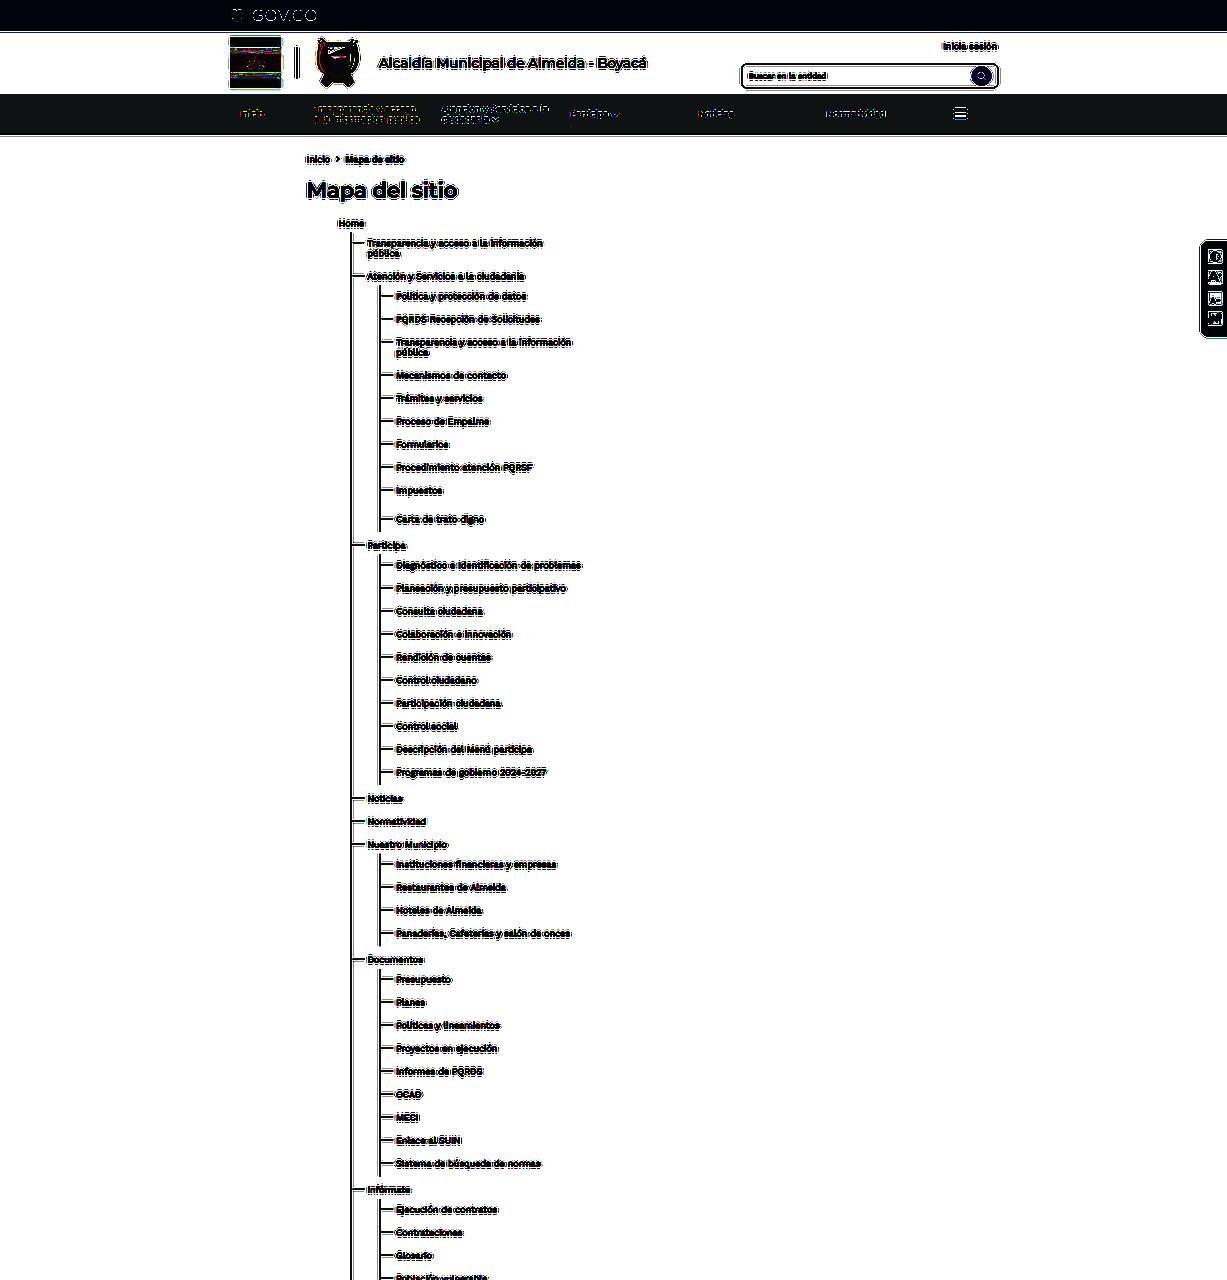 GOV.CO
Alcaldía Municipal de Almeida - Boyacá
Inicia sesión
Buscar en la entidad
Inicio
Transparencia y acceso
a la información pública
Atención y Servicios a la
ciudadanía
Participa
Noticias
Normatividad
Inicio > Mapa de sitio
Mapa del sitio
Home
Transparencia y acceso a la información
pública
Atención y Servicios a la ciudadanía
Política y protección de datos
PQRDS Recepción de Solicitudes
Transparencia y acceso a la información
pública
Mecanismos de contacto
Trámites y servicios
Proceso de Empalme
Formularios
Procedimiento atención PQRSF
Impuestos
Carta de trato digno
Participa
Diagnóstico e identificación de problemas
Planeación y presupuesto participativo
Consulta ciudadana
Colaboración e innovación
Rendición de cuentas
Control ciudadano
Participación ciudadana
Control social
Descripción del Menú participa
Programas de gobierno 2024-2027
Noticias
Normatividad
Nuestro Municipio
Instituciones financieras y empresas
Restaurantes de Almeida
Hoteles de Almeida
Panaderías, Cafeterías y salón de onces
Documentos
Presupuesto
Planes
Políticas y lineamientos
Proyectos en ejecución
Informes de PQRDS
OCAD
MECI
Enlace al SUIN
Sistema de búsqueda de normas
Infórmate
Ejecución de contratos
Contrataciones
Glosario
Población vulnerable